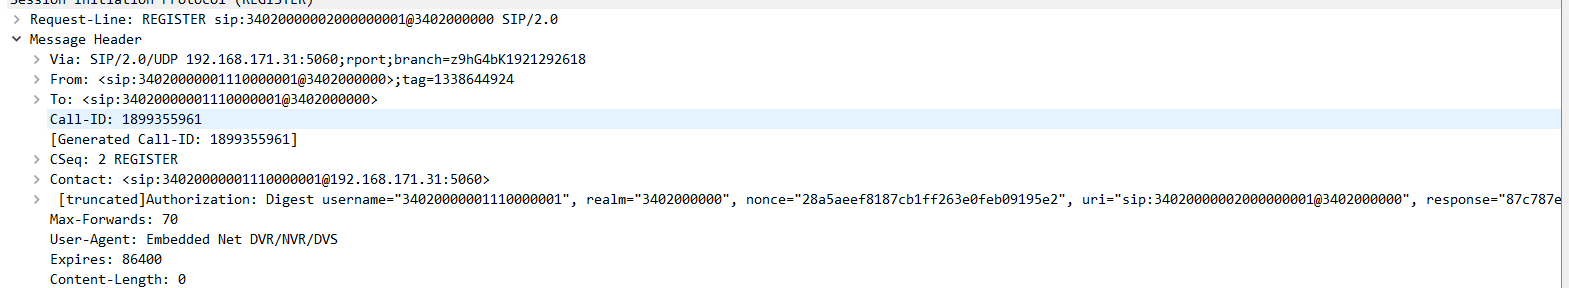 Session Initiation Protocol (REGISTER)
Request-Line: REGISTER sip:34020000002000000001@3402000000 SIP/2.0
Message Header
Via: SIP/2.0/UDP 192.168.171.31:5060;rport;branch=z9hG4bK1921292618
From: <sip:34020000001110000001@3402000000>;tag=1338644924
To: <sip:34020000001110000001@3402000000>
Call-ID: 1899355961
[Generated Call-ID: 1899355961]
CSeq: 2 REGISTER
Contact: <sip:34020000001110000001@192.168.171.31:5060>
[truncated]Authorization: Digest username="34020000001110000001", realm="3402000000", nonce="28a5aeef8187cb1ff263e0feb09195e2", uri="sip:34020000002000000001@3402000000", response="87c787e
Max-Forwards: 70
User-Agent: Embedded Net DVR/NVR/DVS
Expires: 86400
Content-Length: 0